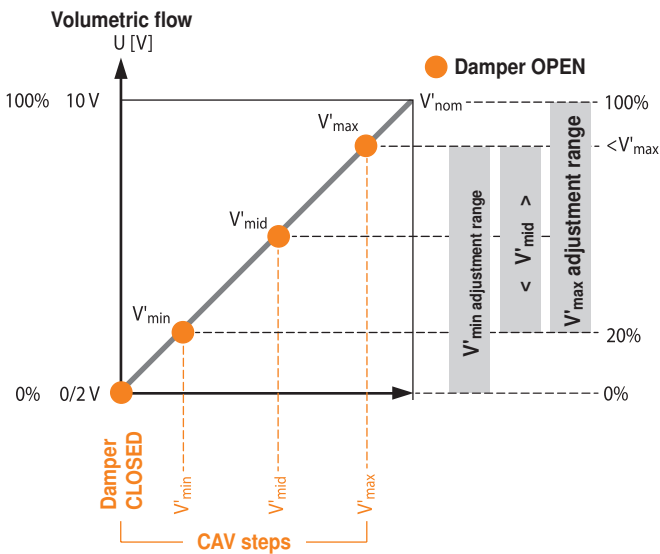 Volumetric flow
U [V]
Damper OPEN
100% 10 V
V'nom
100%
V'max
<V'max
V'mid
V'min
20%
0% 0/2 V
0%
V'min adjustment range
< V'mid >
V'max adjustment range
Damper
CLOSED
V'min
V'mid
V'max
CAV steps